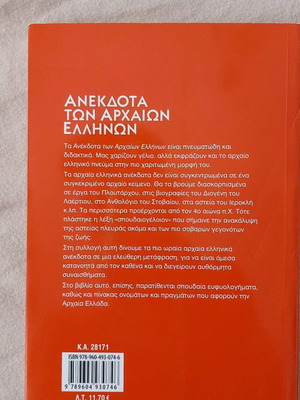 ΑΝΕΚΔΟΤΑ
ΤΩΝ ΑΡΧΑΙΩΝ
ΕΛΛΗΝΩΝ
Τα Ανέκδοτα των Αρχαίων Ελλήνων είναι πνευματώδη και
διδακτικά. Μας χαρίζουν γέλιο, αλλά εκφράζουν και το αρχαίο
ελληνικό πνεύμα στην πιο χαριτωμένη μορφή του.
Τα αρχαία ελληνικά ανέκδοτα δεν είναι συγκεντρωμένα σε ένα
συγκεκριμένο αρχαίο κείμενο. Θα τα βρούμε διασκορπισμένα
σε έργα του Πλουτάρχου, στις βιογραφίες του Διογένη του
Λαέρτιου, στο Ανθολόγιο του Στοβαίου, στα αστεία του Ιεροκλή
κ.λπ. Τα περισσότερα προέρχονται από τον 4ο αιώνα π.Χ. Τότε
πλάστηκε η λέξη «σπουδαιογέλοιον» που σήμαινε την ανακάλυψη
της αστείας πλευράς ακόμα και των πιο σοβαρών γεγονότων
της ζωής.
Στη συλλογή αυτή δίνουμε τα πιο ωραία αρχαία ελληνικά
ανέκδοτα σε μια ελεύθερη μετάφραση, για να είναι άμεσα
κατανοητά από τον καθένα και να διεγείρουν αυθόρμητα
συναισθήματα.
Στο βιβλίο αυτό, επίσης, παρατίθενται σπουδαία ευφυολογήματα,
καθώς και πίνακας ονομάτων και πραγμάτων που αφορούν την
Αρχαία Ελλάδα.
Κ.Α. 28171
ISBN 978-960-493-074-6
9 789604 930746
Λ.Τ. 11,70 €